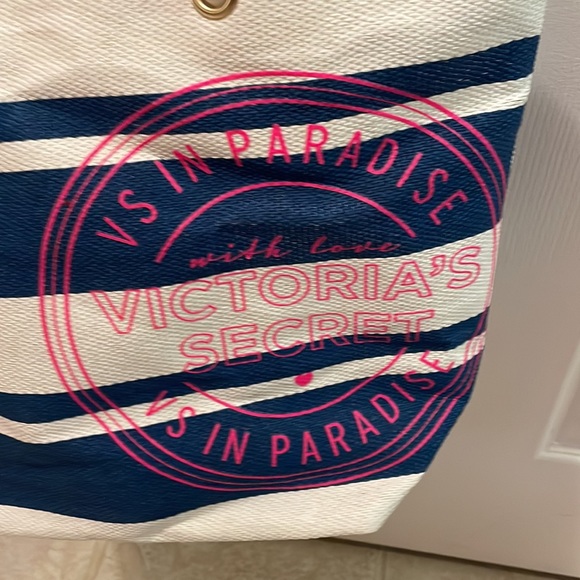 VS IN PARADISE
with love
VICTORIA'S
SECRET
VS IN PARADISE